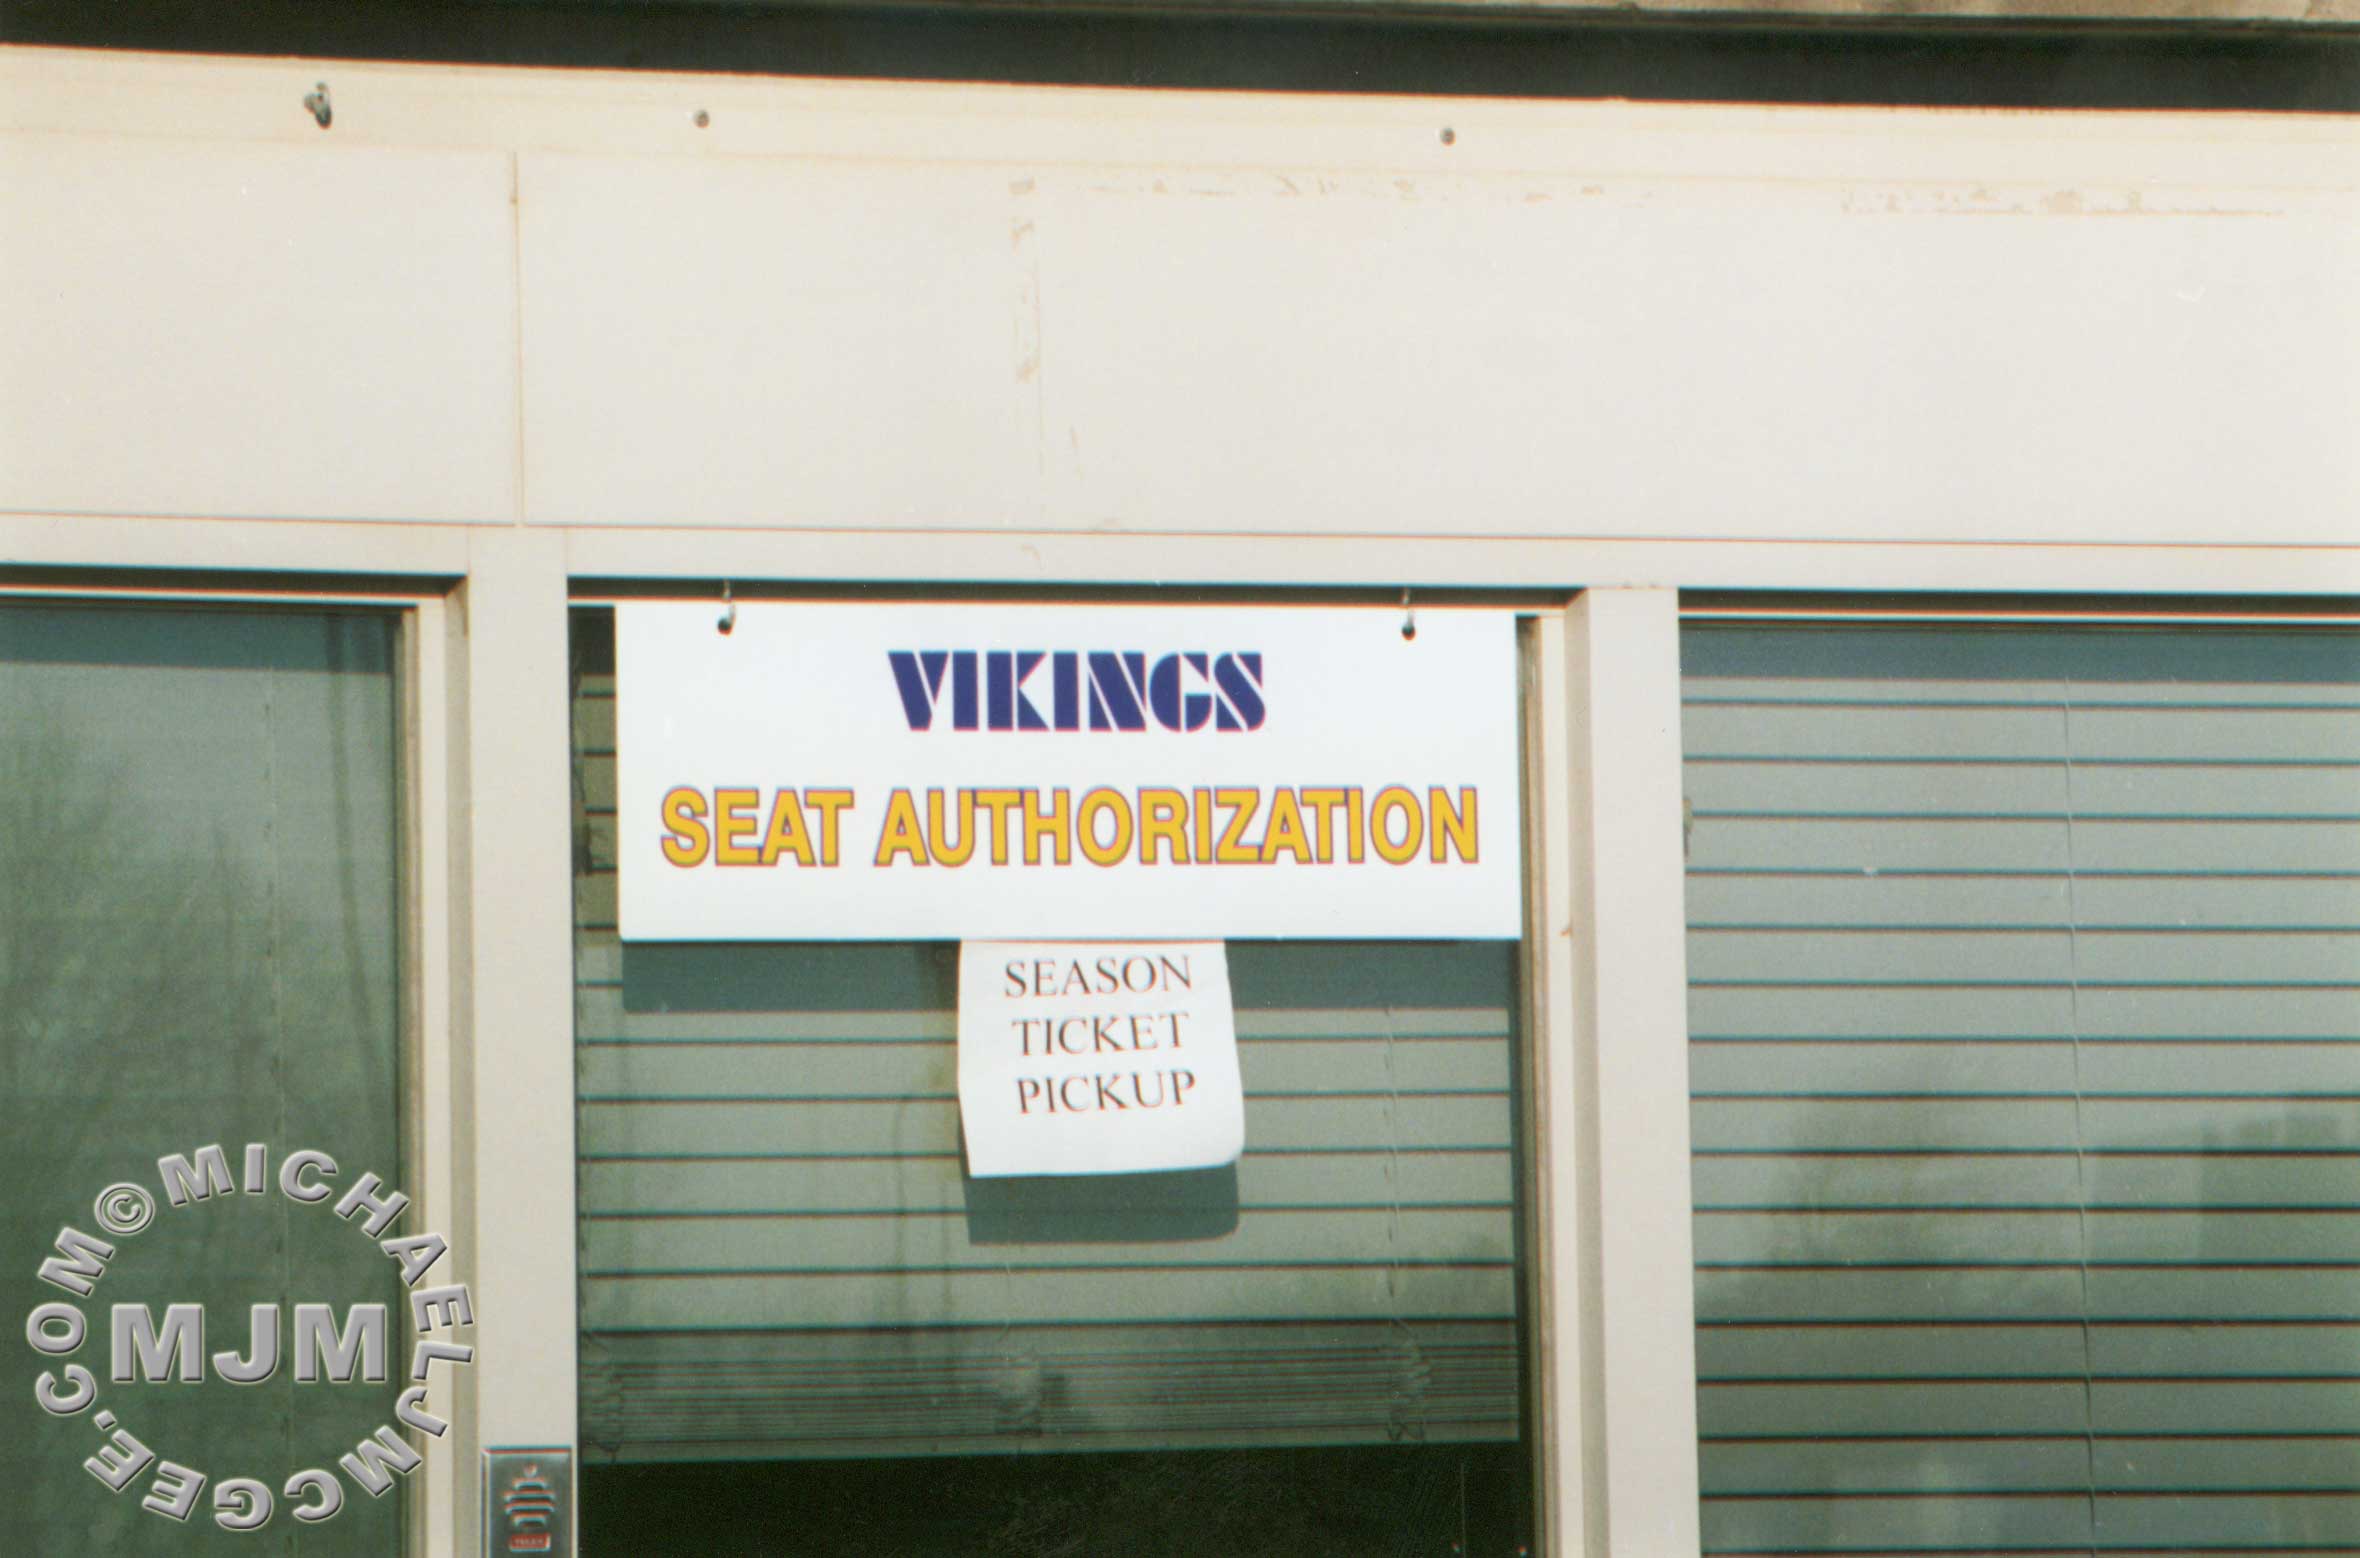 VIKINGS
SEAT AUTHORIZATION
SEASON
TICKET
PICKUP
©MICHAELJMCGEE.COM
MJM